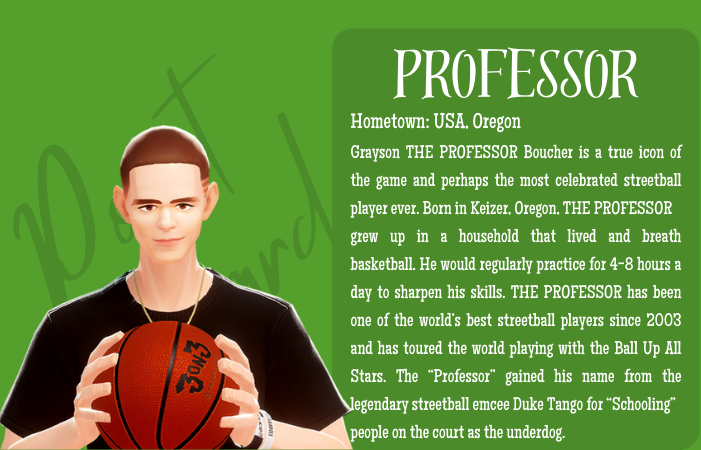 Point
Guard
PROFESSOR
Hometown: USA, Oregon
Grayson THE PROFESSOR Boucher is a true icon of
the game and perhaps the most celebrated streetball
player ever. Born in Keizer, Oregon, THE PROFESSOR
grew up in a household that lived and breath
basketball. He would regularly practice for 4-8 hours a
day to sharpen his skills. THE PROFESSOR has been
one of the world's best streetball players since 2003
and has toured the world playing with the Ball Up All
Stars. The “Professor” gained his name from the
legendary streetball emcee Duke Tango for “Schooling”
people on the court as the underdog.
3ON3